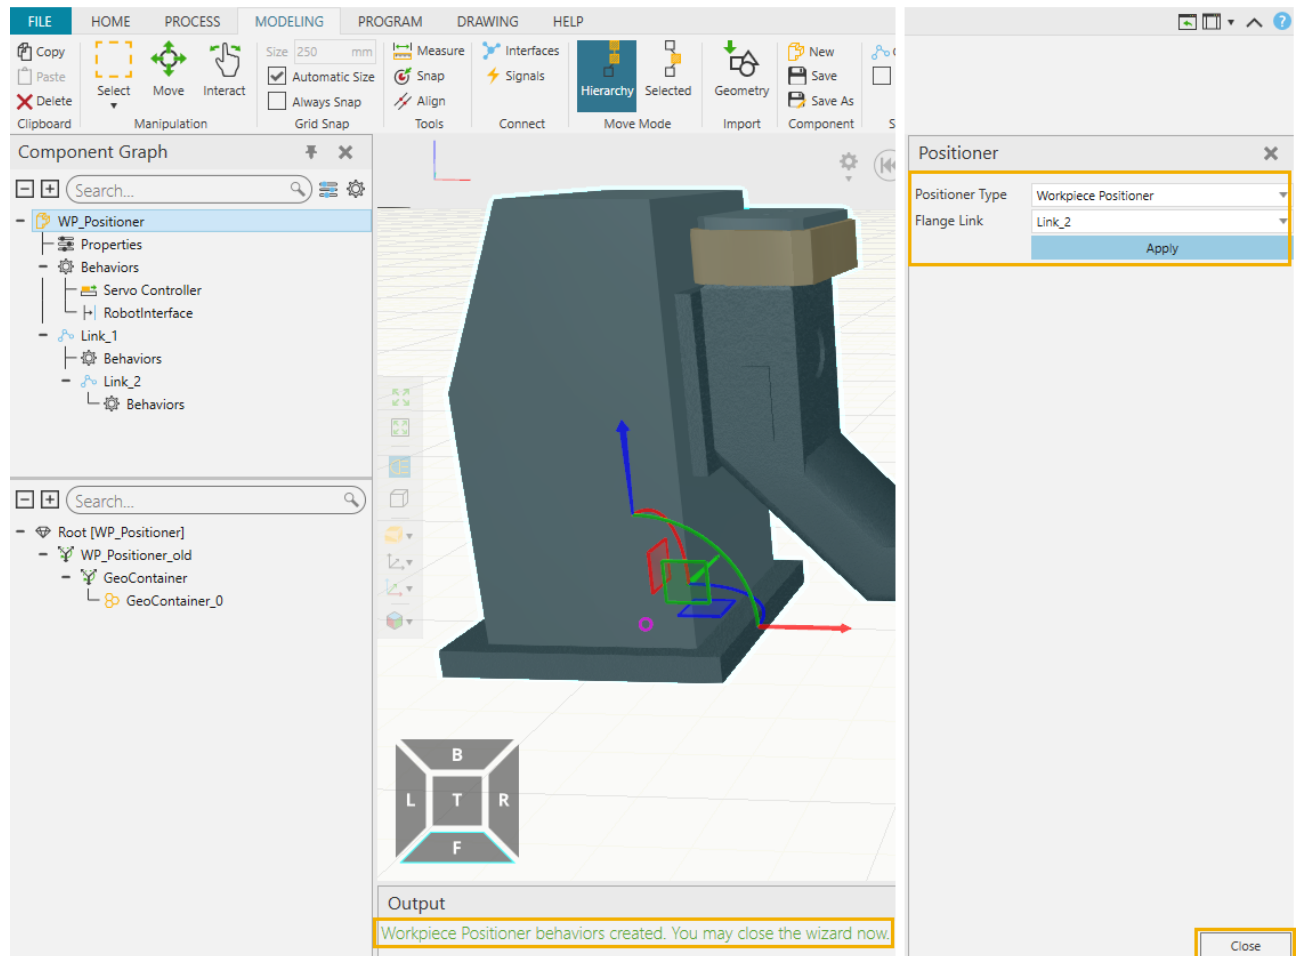 FILE HOME PROCESS MODELING PROGRAM DRAWING HELP
Copy
Paste
Delete
Clipboard
Select
Move
Interact
Manipulation
Size 250 mm
Automatic Size
Always Snap
Grid Snap
Measure
Snap
Align
Tools
Interfaces
Signals
Connect
Hierarchy
Selected
Move Mode
Geometry
Import
New
Save
Save As
Component
S
Component Graph
Search...
WP_Positioner
Properties
Behaviors
Servo Controller
RobotInterface
Link_1
Behaviors
Link_2
Behaviors
Search...
Root [WP_Positioner]
WP_Positioner_old
GeoContainer
GeoContainer_0
B
L T R
F
Output
Workpiece Positioner behaviors created. You may close the wizard now.
Positioner
Positioner Type Workpiece Positioner
Flange Link Link_2
Apply
Close